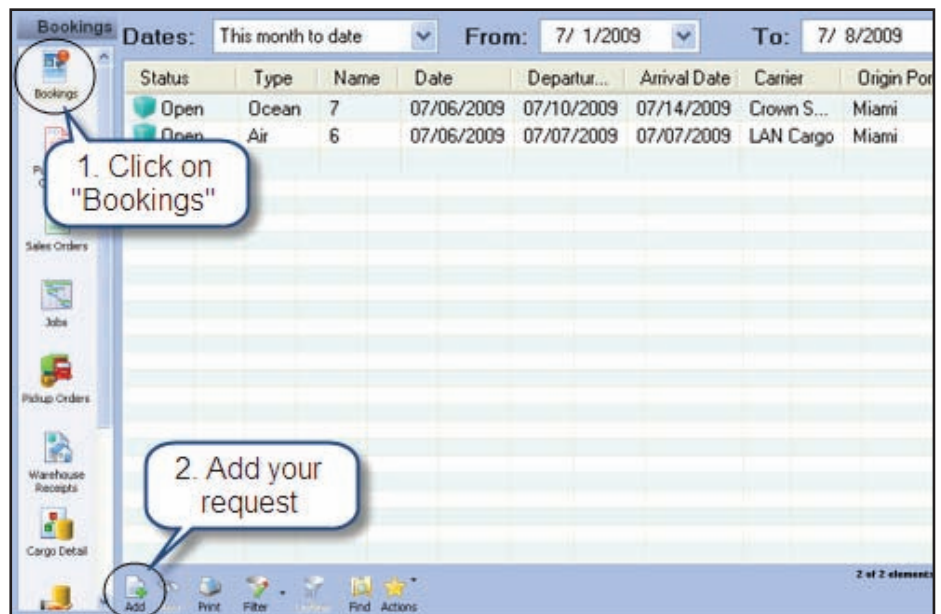 Bookings
Dates: This month to date From: 7/ 1/2009 To: 7/ 8/2009
Status Type Name Date Departur... Arrival Date Carrier Origin Por
Open Ocean 7 07/06/2009 07/10/2009 07/14/2009 Crown S... Miami
Open Air 6 07/06/2009 07/07/2009 07/07/2009 LAN Cargo Miami
Bookings
1. Click on
"Bookings"
Sales Orders
Jobs
Pickup Orders
Warehouse
Receipts
Cargo Detail
2. Add your
request
2 of 2 elements
Add Print Filter Find Actions